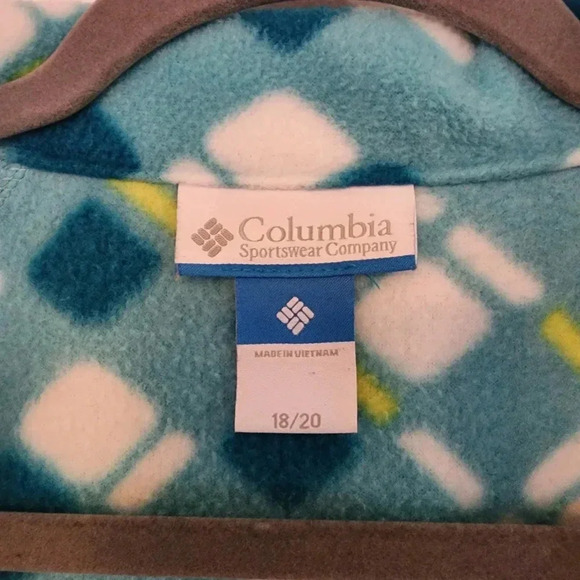 Columbia
Sportswear Company
MADE IN VIETNAM
18/20